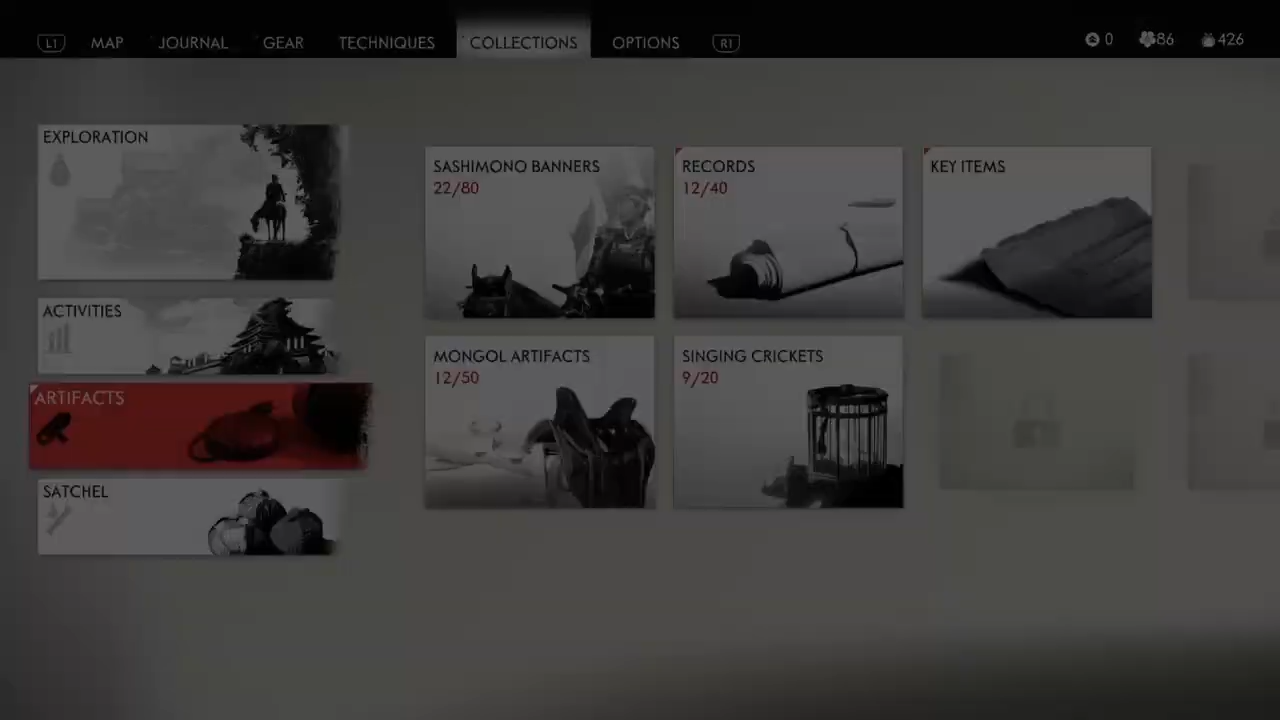 L1 MAP JOURNAL GEAR TECHNIQUES COLLECTIONS OPTIONS R1 0 86 426
EXPLORATION
ACTIVITIES
ARTIFACTS
SATCHEL
SASHIMONO BANNERS
22/80
RECORDS
12/40
KEY ITEMS
MONGOL ARTIFACTS
12/50
SINGING CRICKETS
9/20